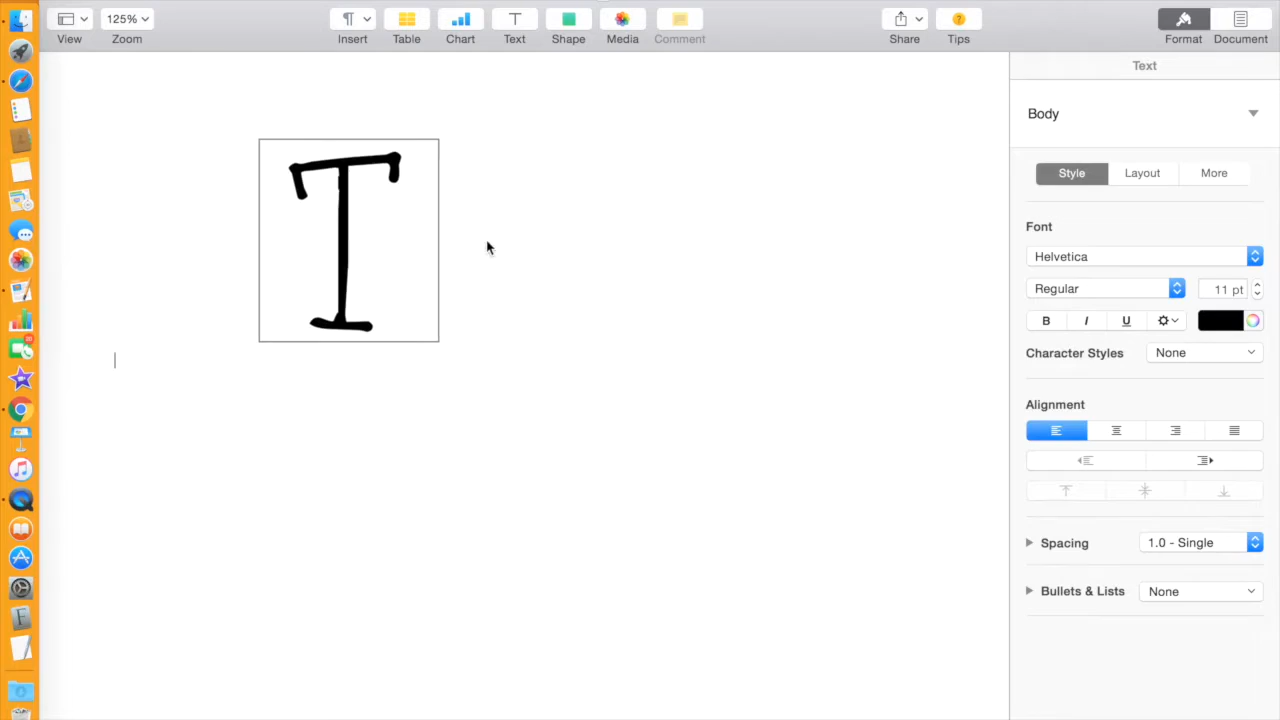 125%
View
Zoom
Insert
Table
Chart
Text
Shape
Media
Comment
Share
Tips
Format
Document
T
Text
Body
Style Layout More
Font
Helvetica
Regular 11 pt
B I U
Character Styles None
Alignment
Spacing 1.0 - Single
Bullets & Lists None